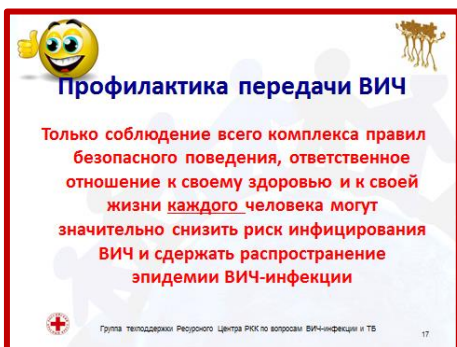 Профилактика передачи ВИЧ
Только соблюдение всего комплекса правил
безопасного поведения, ответственное
отношение к своему здоровью и к своей
жизни каждого человека могут
значительно снизить риск инфицирования
ВИЧ и сдержать распространение
эпидемии ВИЧ-инфекции
Группа техподдержки Ресурсного Центра РКК по вопросам ВИЧ-инфекции и ТВ
17